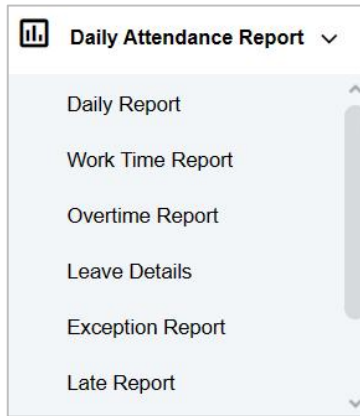 Daily Attendance Report
Daily Report
Work Time Report
Overtime Report
Leave Details
Exception Report
Late Report